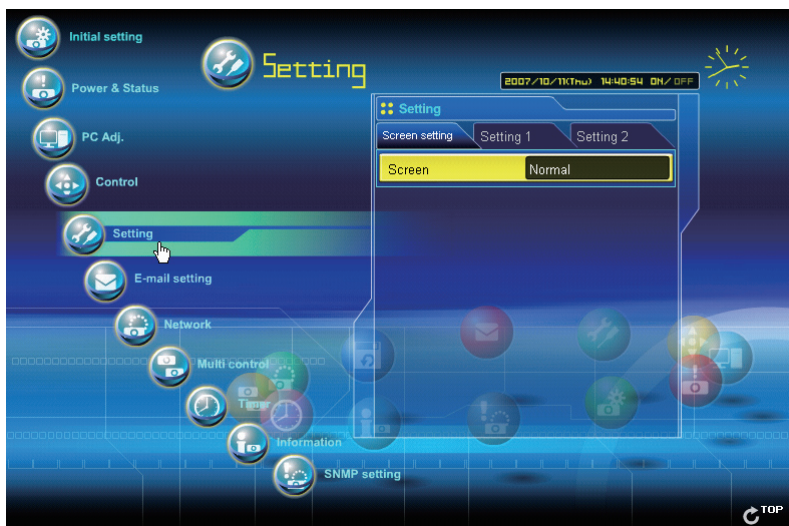 Initial setting
Power & Status
PC Adj.
Control
Setting
E-mail setting
Network
Multi control
Timer
Information
SNMP setting
Setting
2007/10/11(Thu) 14:40:54 ON/OFF
Setting
Screen setting
Setting 1
Setting 2
Screen
Normal
TOP